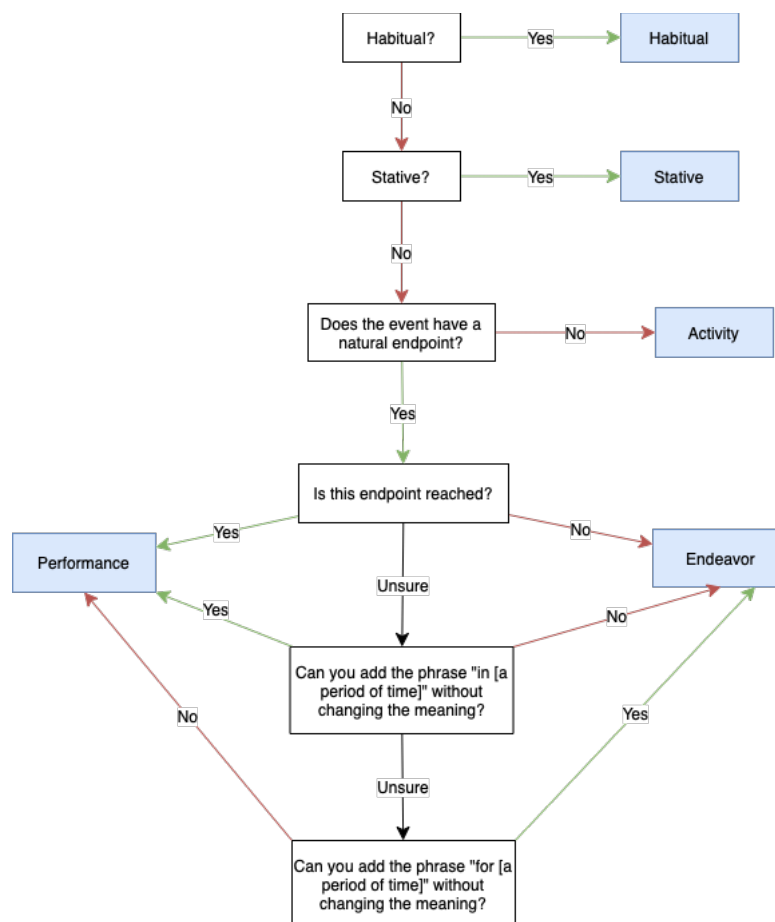 Habitual?
Yes
Habitual
No
Stative?
Yes
Stative
No
Does the event have a
natural endpoint?
No
Activity
Yes
Is this endpoint reached?
Yes
No
Performance
Endeavor
Unsure
Yes
No
Can you add the phrase "in [a
period of time]" without
changing the meaning?
No
Yes
Unsure
Can you add the phrase "for [a
period of time]" without
changing the meaning?